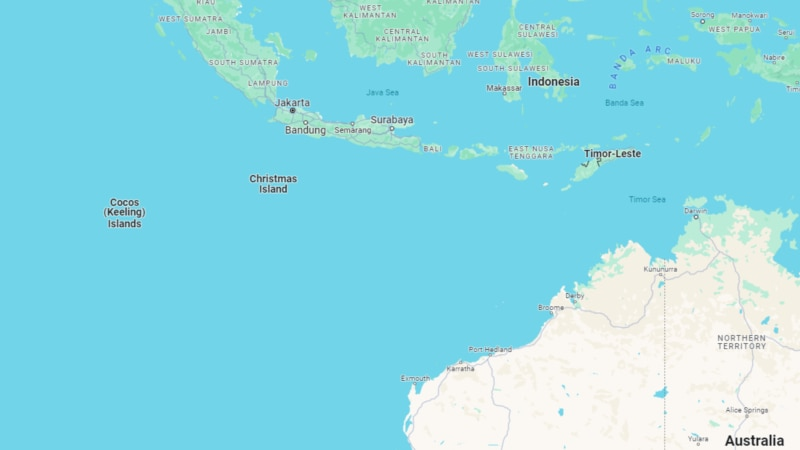 RIAU
WEST SUMATRA
JAMBI
SOUTH SUMATRA
LAMPUNG
WEST
KALIMANTAN
CENTRAL
KALIMANTAN
SOUTH
KALIMANTAN
CENTRAL
SULAWESI
WEST SULAWESI
SOUTH SULAWESI
Makassar
Indonesia
BANDA ARC
MALUKU
Sorong
Manokwari
WEST PAPUA
Seru
Nabire
Tim
Java Sea
Banda Sea
Jakarta
Bandung
Semarang
Surabaya
BALI
EAST NUSA
TENGGARA
Timor-Leste
Christmas
Island
Cocos
(Keeling)
Islands
Timor Sea
Darwin
Kununurra
Derby
Broome
Port Hedland
Karratha
Exmouth
NORTHERN
TERRITORY
Alice Springs
Yulara
Australia